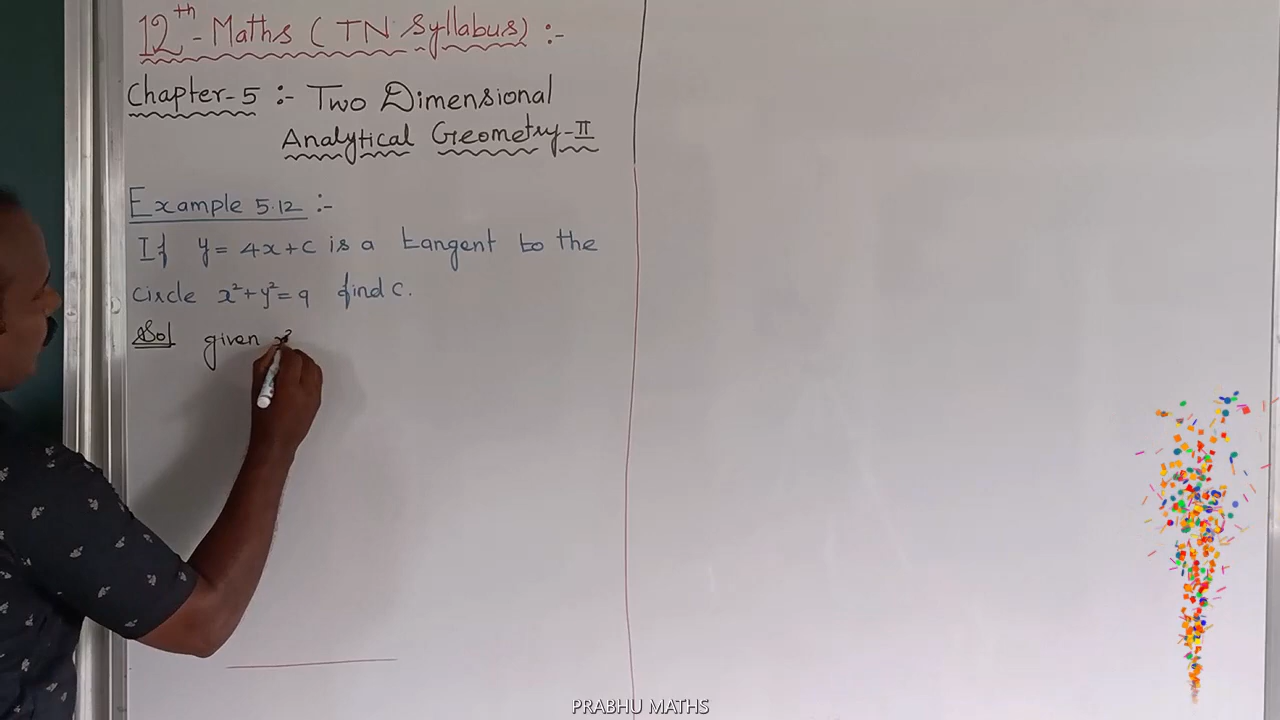 12th - Maths ( TN Syllabus) :-
Chapter-5 :- Two Dimensional
Analytical Geometry-II
Example 5.12 :-
If y = 4x+c is a tangent to the
circle x²+y²=9 find c.
Sol given x²
PRABHU MATHS